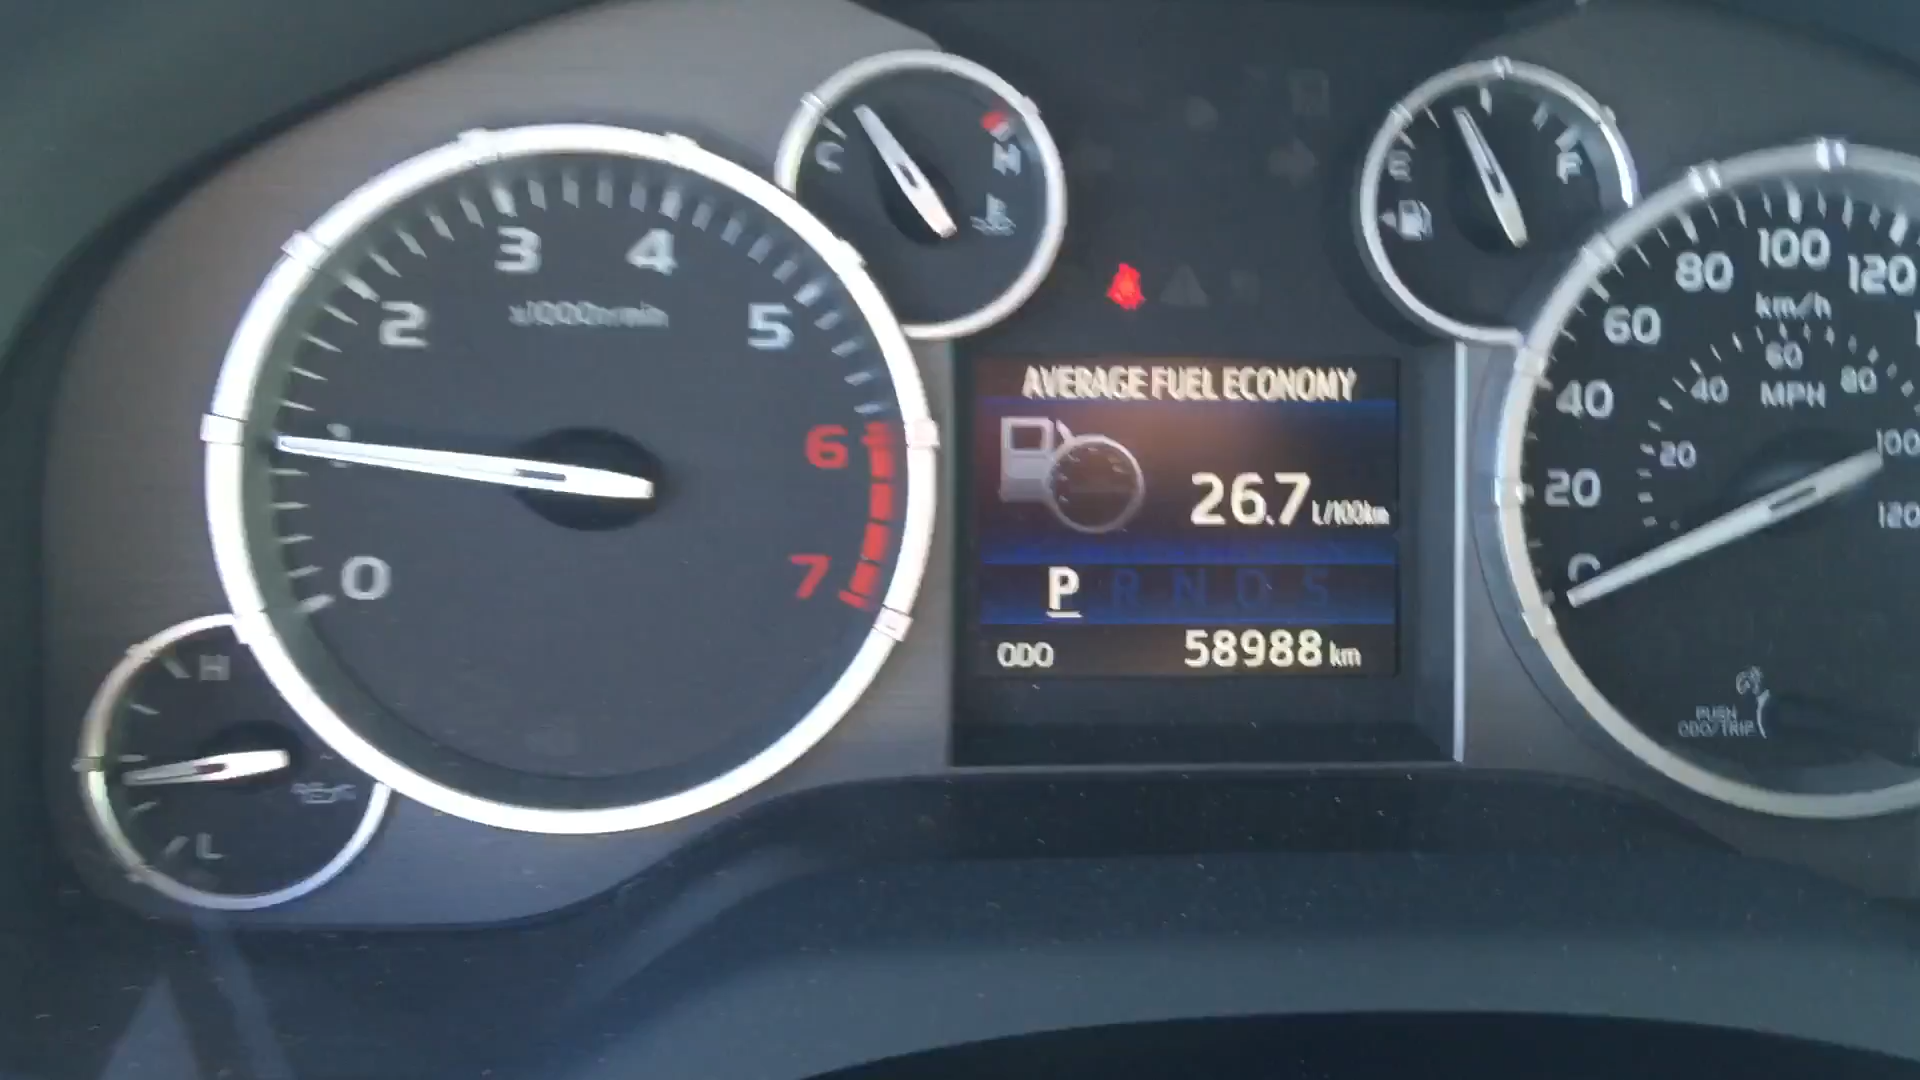 C
H
E
F
0
1
2
3
4
5
6
7
x1000r/min
H
L
AVERAGE FUEL ECONOMY
26.7 L/100km
P R N D S
ODO 58988 km
0
20
40
60
80
100
120
km/h
20
40
60
80
100
120
MPH
PUSH
ODO/TRIP